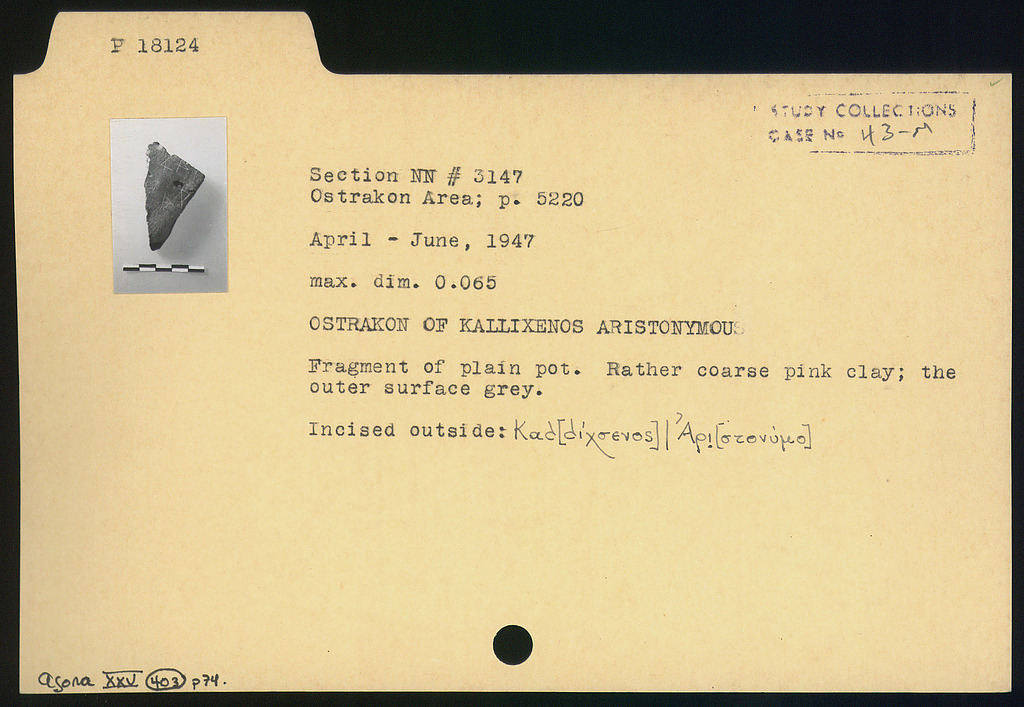 P 18124
STUDY COLLECTIONS
CASE No 43-
Section NN # 3147
Ostrakon Area; p. 5220
April - June, 1947
max. dim. 0.065
OSTRAKON OF KALLIXENOS ARISTONYMOUS
Fragment of plain pot. Rather coarse pink clay; the
outer surface grey.
Incised outside: Καλ[λίχσενος] | Ἀρι[στονύμο]
Agora XXV 403 p74.